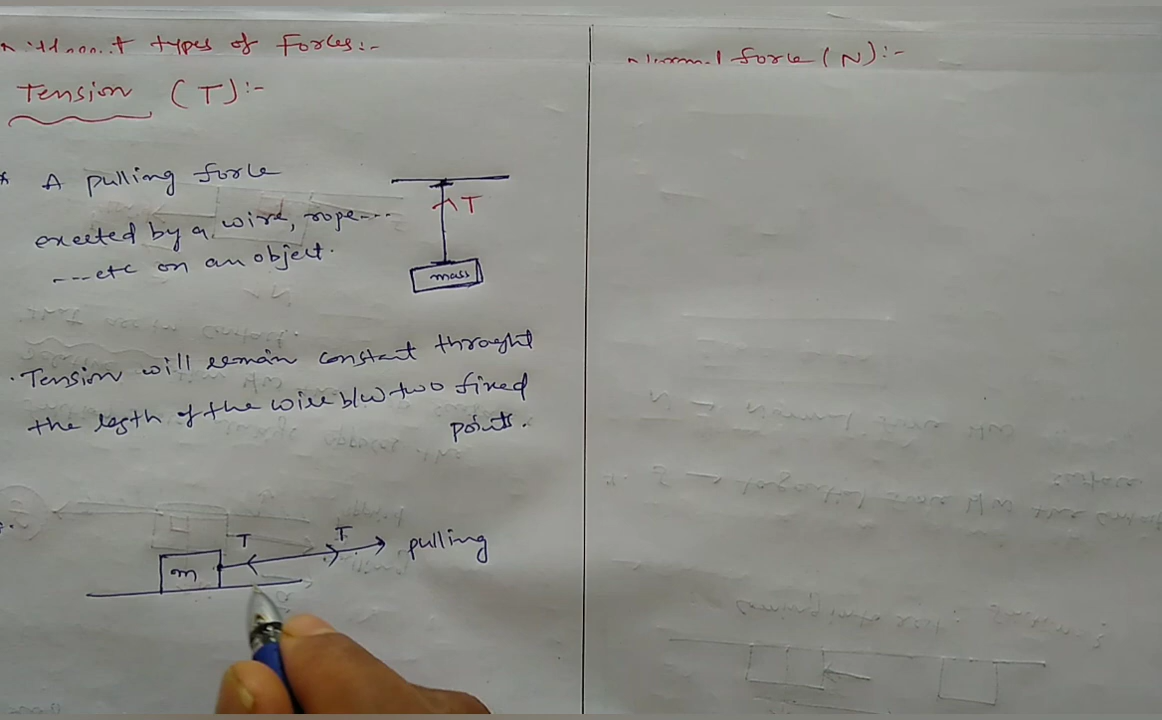 types of Forces:-
Tension (T):-
* A pulling force
exerted by a wire, rope---
---etc on an object.
T
mass
. Tension will remain constant throught
the legth of the wire b/w two fixed
points.
T
T
m
pulling
force (N):-